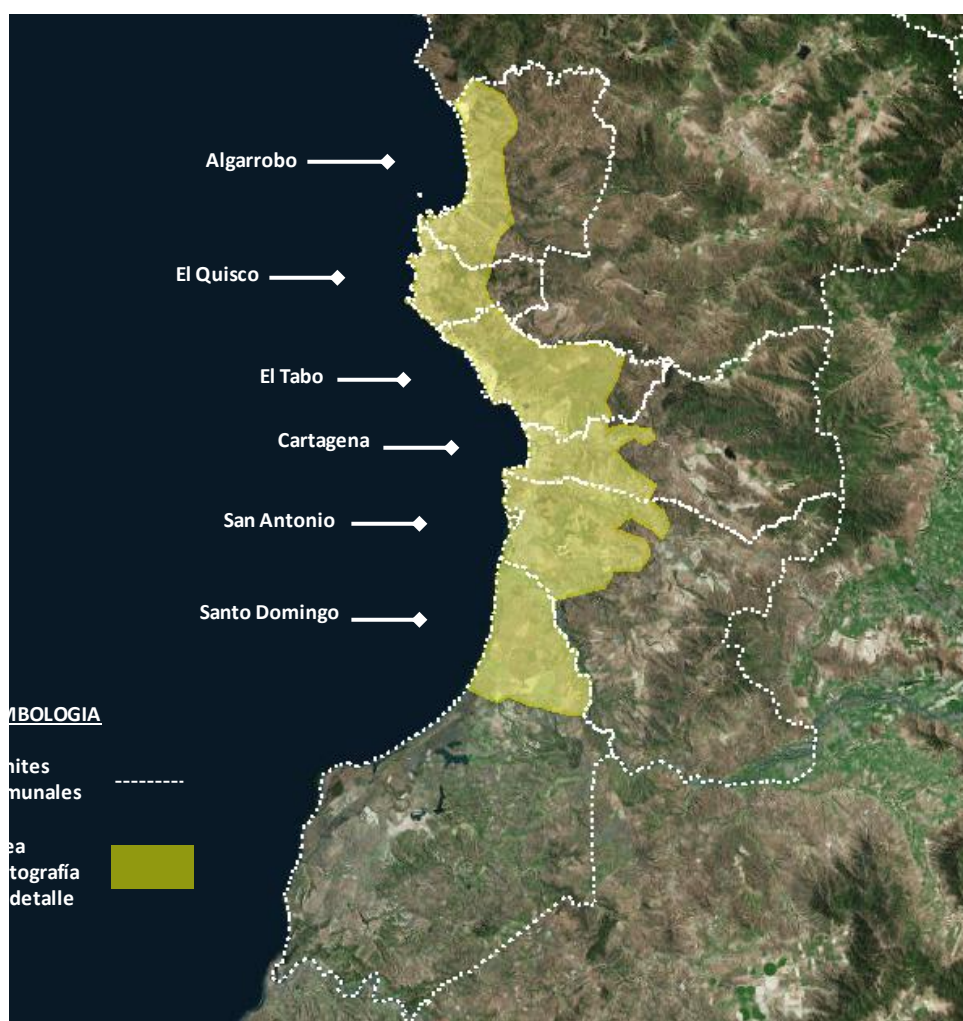 Algarrobo
El Quisco
El Tabo
Cartagena
San Antonio
Santo Domingo
MBOLOGIA
nites
munales
ea
tografía
detalle